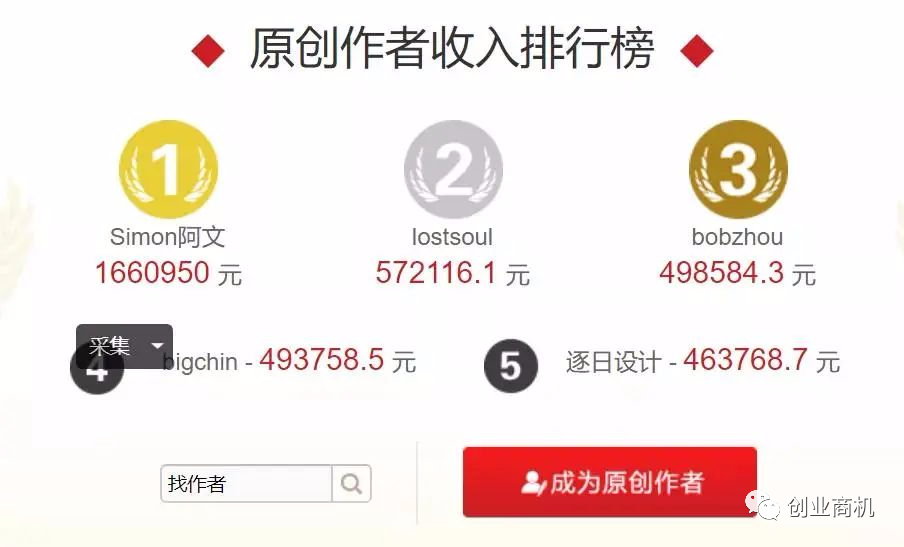 原创作者收入排行榜
1
2
3
Simon阿文
lostsoul
bobzhou
1660950 元
572116.1 元
498584.3 元
采集
4
bigchin - 493758.5 元
5
逐日设计 - 463768.7 元
找作者
成为原创作者
创业商机